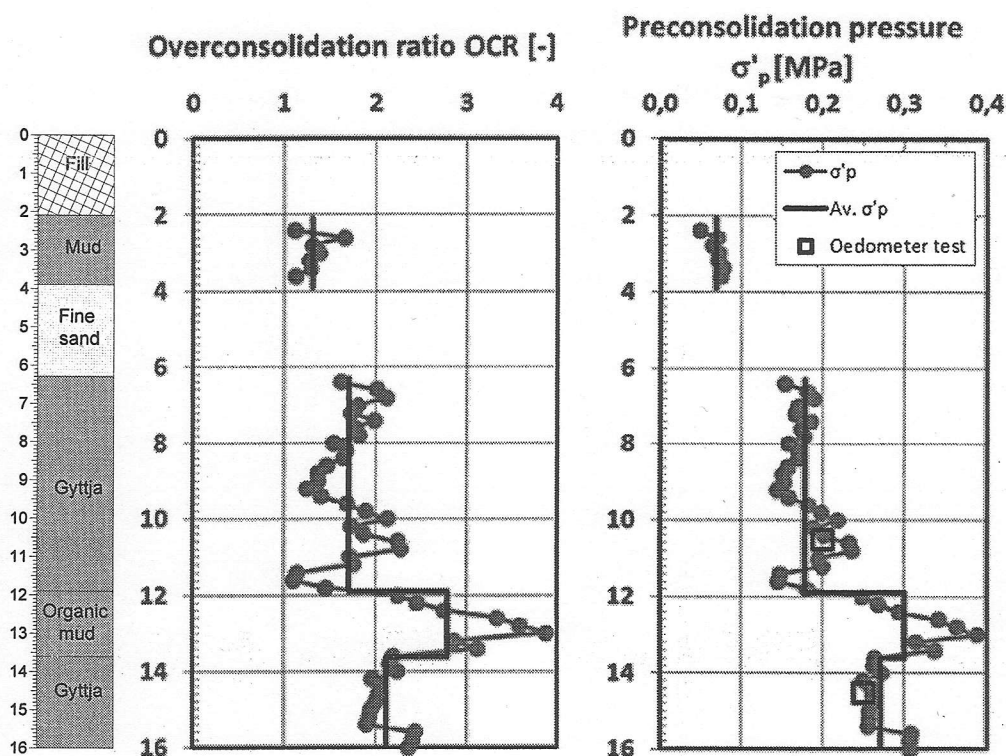 Overconsolidation ratio OCR [-]
Preconsolidation pressure
σ'p [MPa]
0 1 2 3 4
0,0 0,1 0,2 0,3 0,4
0
1
2
3
4
5
6
7
8
9
10
11
12
13
14
15
16
Fill
Mud
Fine
sand
Gyttja
Organic
mud
Gyttja
0
2
4
6
8
10
12
14
16
0
2
4
6
8
10
12
14
16
σ'p
Av. σ'p
Oedometer test